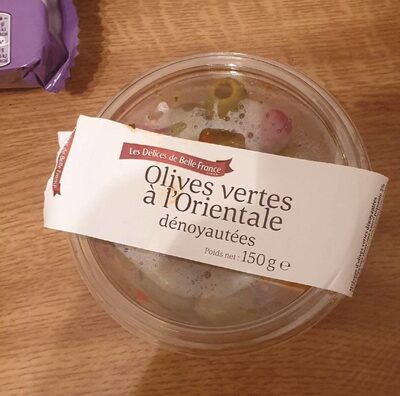 Les Délices de Belle France
Olives vertes
à l'Orientale
dénoyautées
Poids net : 150 g e